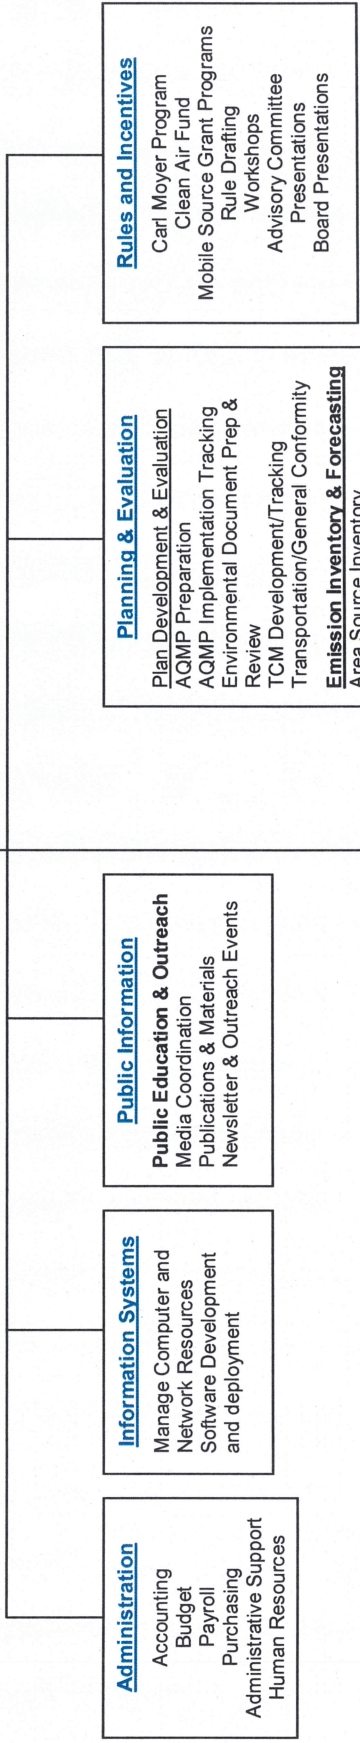 Administration
Accounting
Budget
Payroll
Purchasing
Administrative Support
Human Resources
Information Systems
Manage Computer and
Network Resources
Software Development
and deployment
Public Information
Public Education & Outreach
Media Coordination
Publications & Materials
Newsletter & Outreach Events
Planning & Evaluation
Plan Development & Evaluation
AQMP Preparation
AQMP Implementation Tracking
Environmental Document Prep &
Review
TCM Development/Tracking
Transportation/General Conformity
Emission Inventory & Forecasting
Area Source Inventory
Rules and Incentives
Carl Moyer Program
Clean Air Fund
Mobile Source Grant Programs
Rule Drafting
Workshops
Advisory Committee
Presentations
Board Presentations